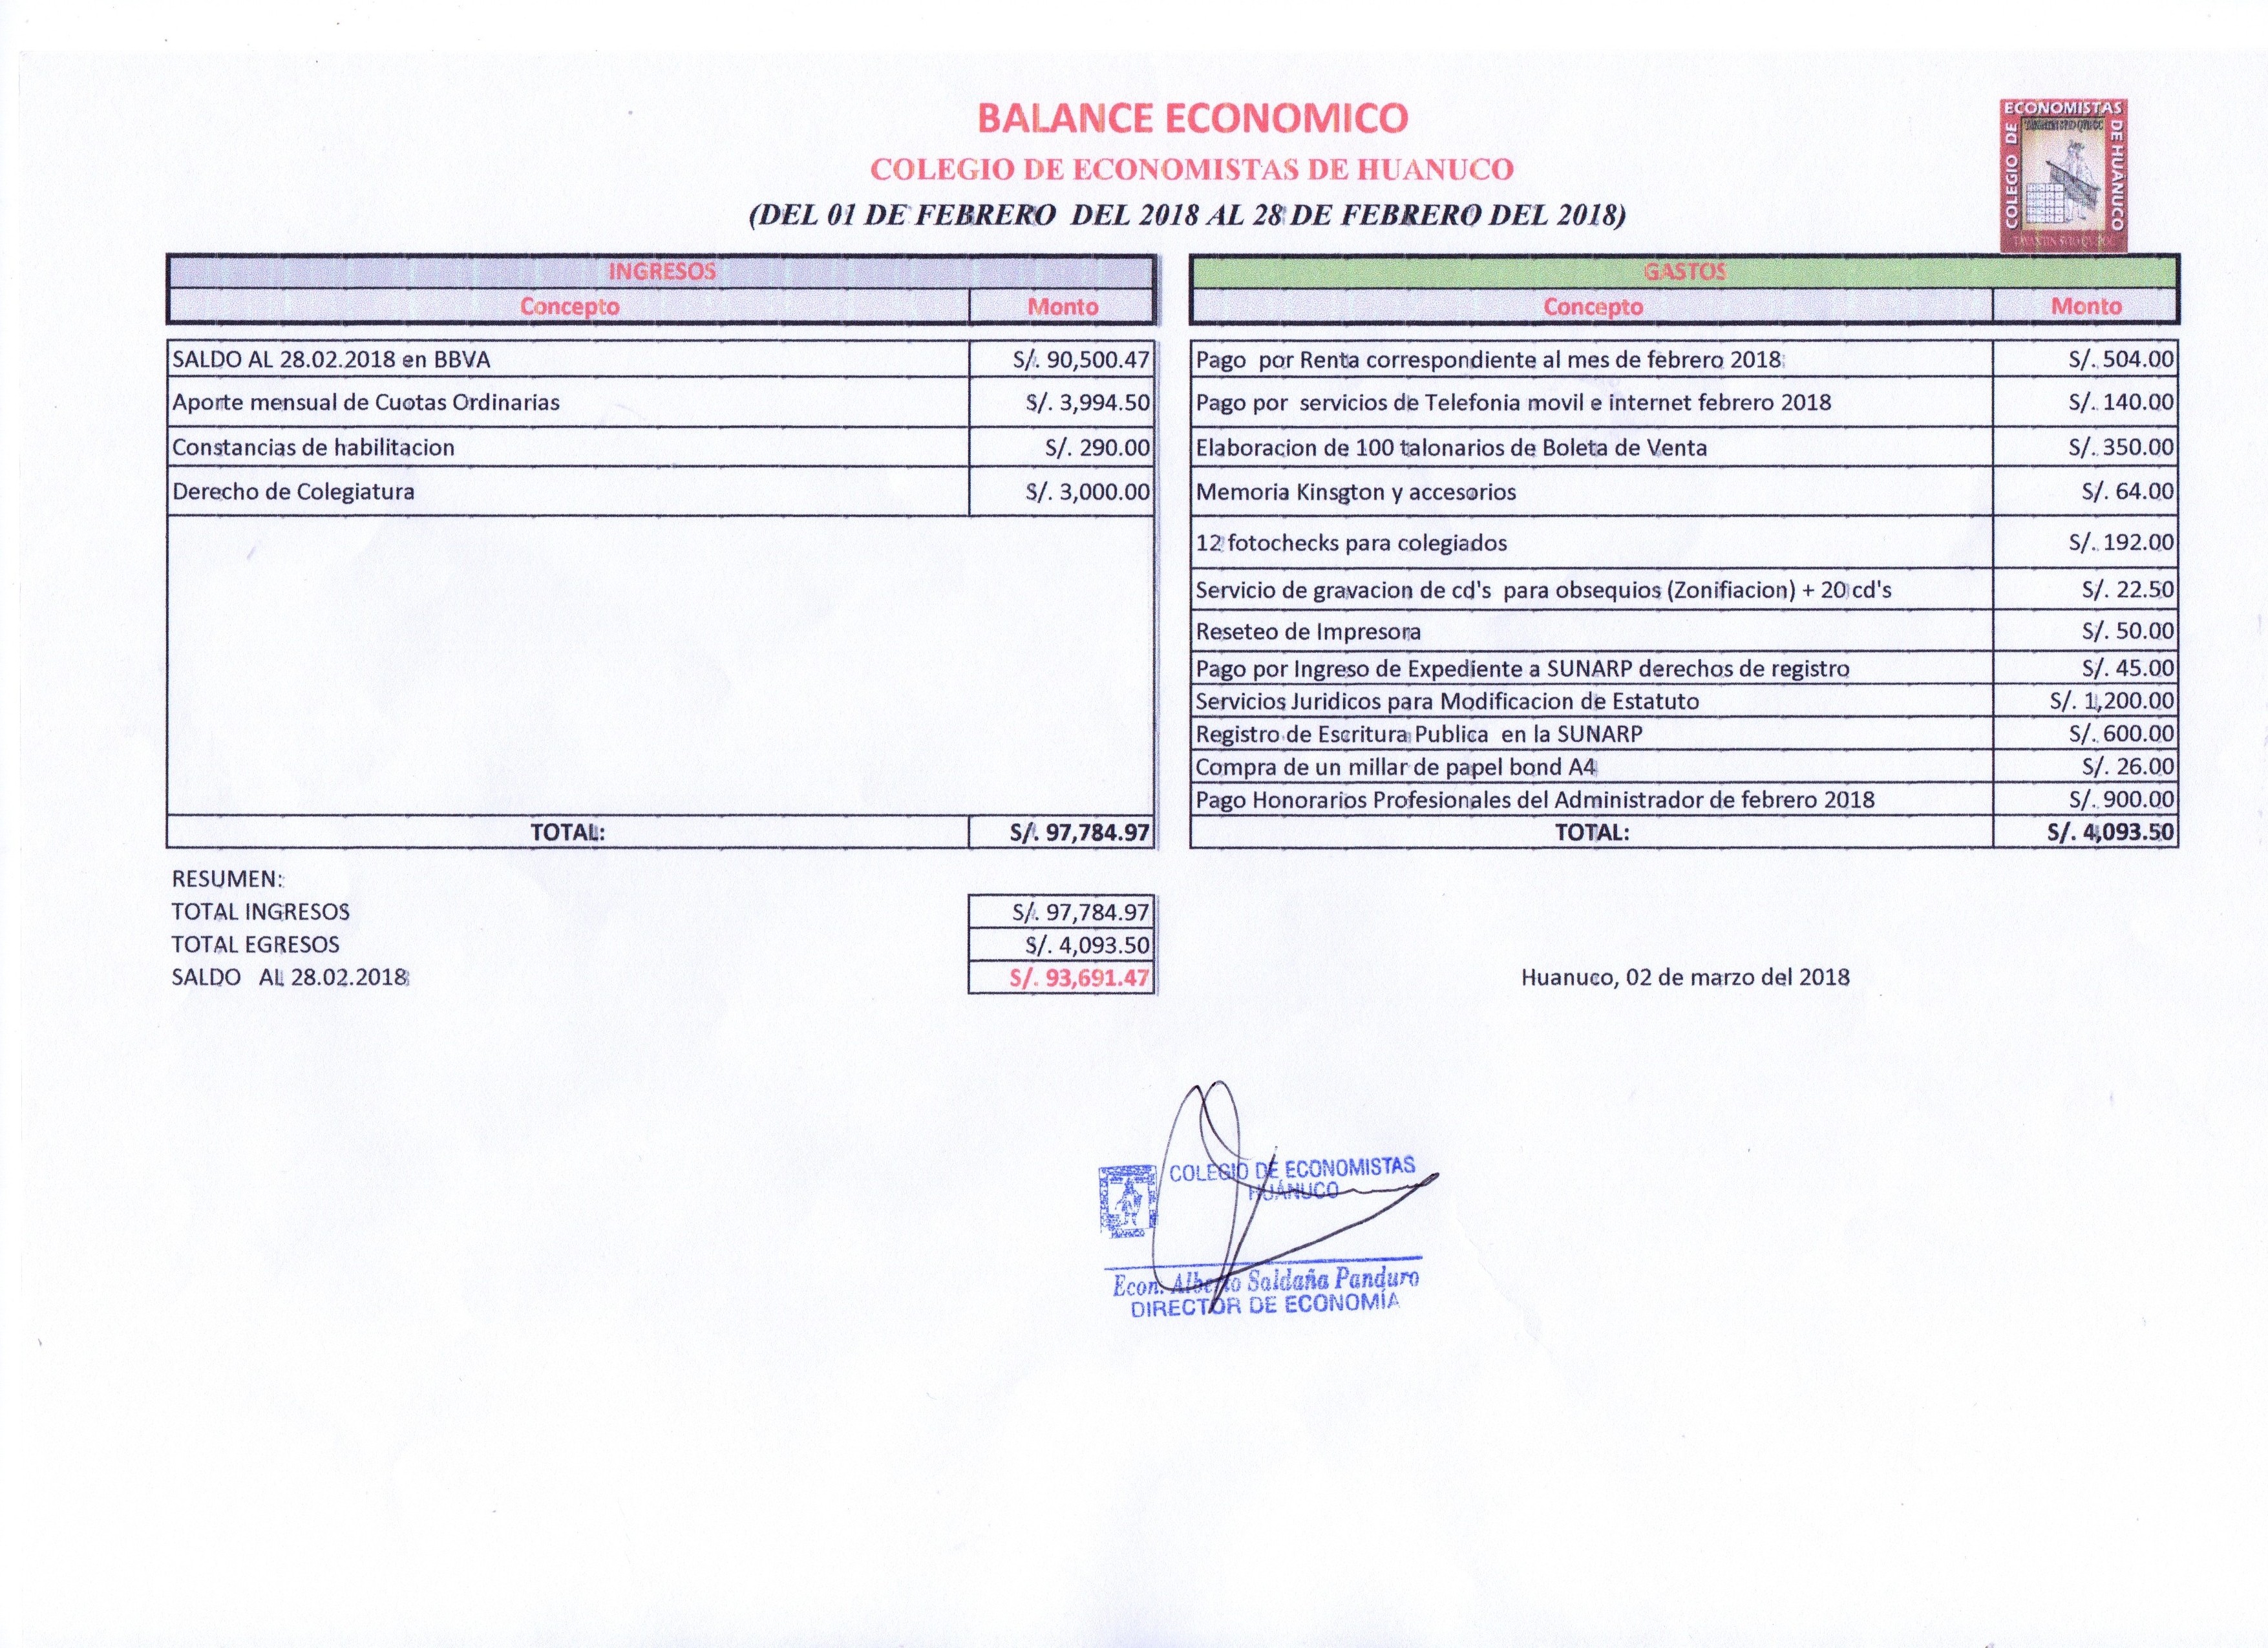 BALANCE ECONOMICO
COLEGIO DE ECONOMISTAS DE HUANUCO
(DEL 01 DE FEBRERO DEL 2018 AL 28 DE FEBRERO DEL 2018)
COLEGIO DE ECONOMISTAS DE HUANUCO
INGRESOS
Concepto Monto
SALDO AL 28.02.2018 en BBVA S/. 90,500.47
Aporte mensual de Cuotas Ordinarias S/. 3,994.50
Constancias de habilitacion S/. 290.00
Derecho de Colegiatura S/. 3,000.00
TOTAL: S/. 97,784.97
GASTOS
Concepto Monto
Pago por Renta correspondiente al mes de febrero 2018 S/. 504.00
Pago por servicios de Telefonia movil e internet febrero 2018 S/. 140.00
Elaboracion de 100 talonarios de Boleta de Venta S/. 350.00
Memoria Kinsgton y accesorios S/. 64.00
12 fotochecks para colegiados S/. 192.00
Servicio de gravacion de cd's para obsequios (Zonifiacion) + 20 cd's S/. 22.50
Reseteo de Impresora S/. 50.00
Pago por Ingreso de Expediente a SUNARP derechos de registro S/. 45.00
Servicios Juridicos para Modificacion de Estatuto S/. 1,200.00
Registro de Escritura Publica en la SUNARP S/. 600.00
Compra de un millar de papel bond A4 S/. 26.00
Pago Honorarios Profesionales del Administrador de febrero 2018 S/. 900.00
TOTAL: S/. 4,093.50
RESUMEN:
TOTAL INGRESOS S/. 97,784.97
TOTAL EGRESOS S/. 4,093.50
SALDO AL 28.02.2018 S/. 93,691.47
Huanuco, 02 de marzo del 2018
COLEGIO DE ECONOMISTAS
HUÁNUCO
HUANUCO
Econ. Alberto Saldaña Panduro
DIRECTOR DE ECONOMÍA